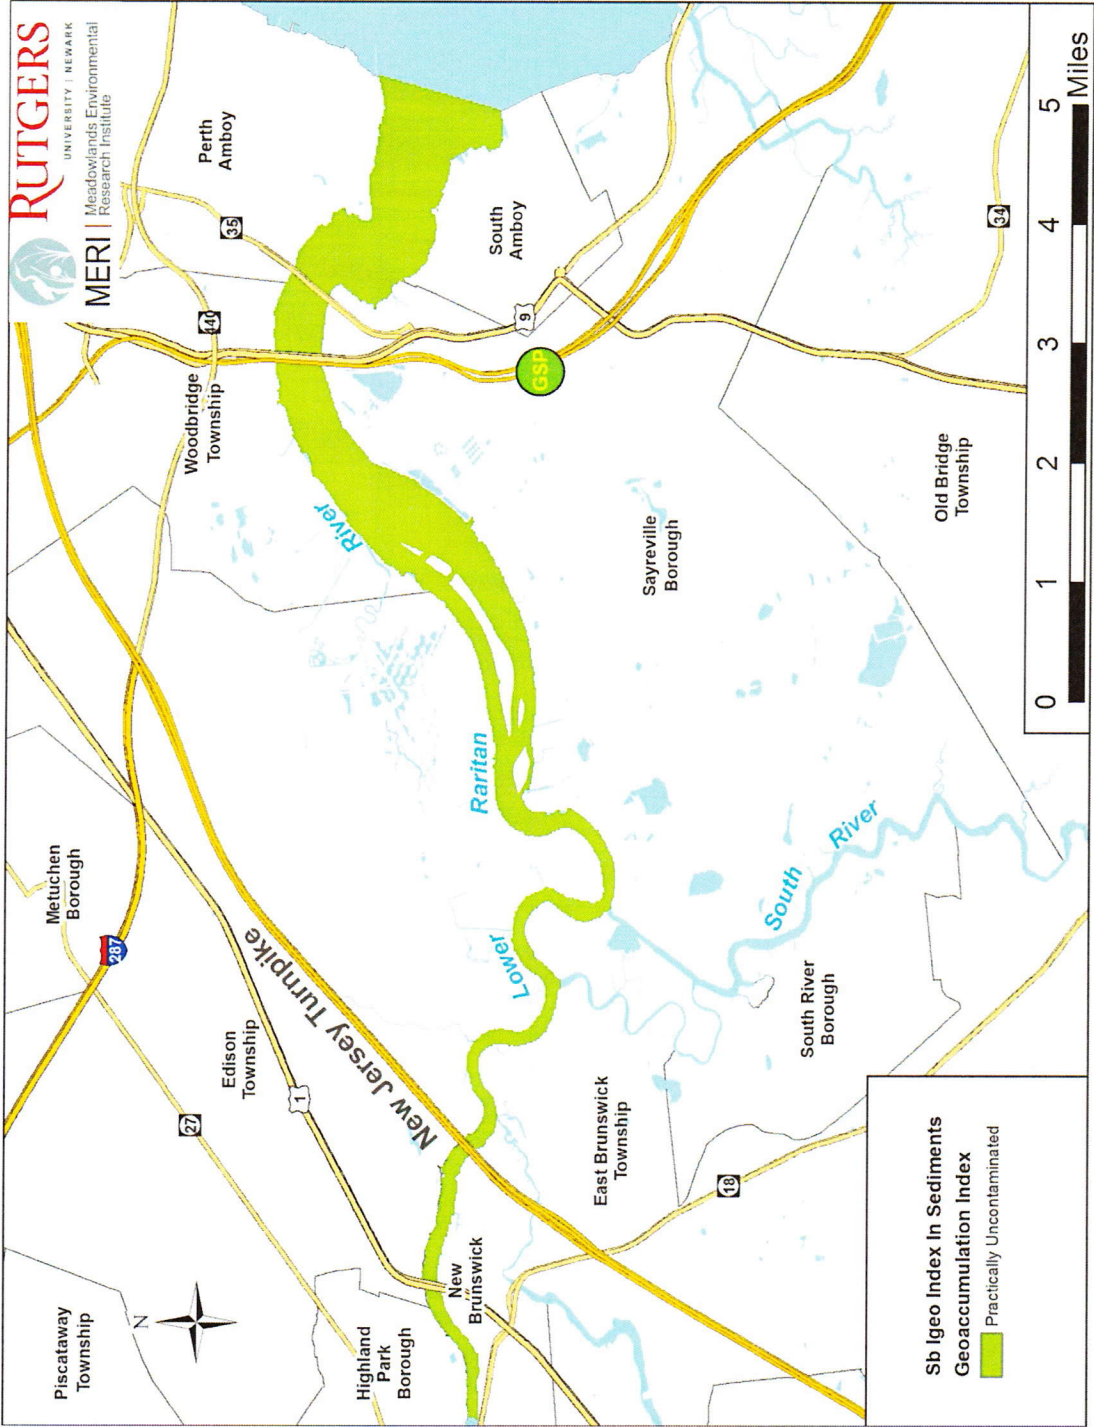 RUTGERS
UNIVERSITY | NEWARK
MERI | Meadowlands Environmental
Research Institute
Piscataway
Township
N
Highland
Park
Borough
New
Brunswick
27
Metuchen
Borough
287
Edison
Township
1
New Jersey Turnpike
Woodbridge
Township
440
Perth
Amboy
35
South
Amboy
9
GSP
Lower
Raritan
River
East Brunswick
Township
18
South River
Borough
South
River
Sayreville
Borough
Old Bridge
Township
34
Sb Igeo Index In Sediments
Geoaccumulation Index
Practically Uncontaminated
0 1 2 3 4 5
Miles